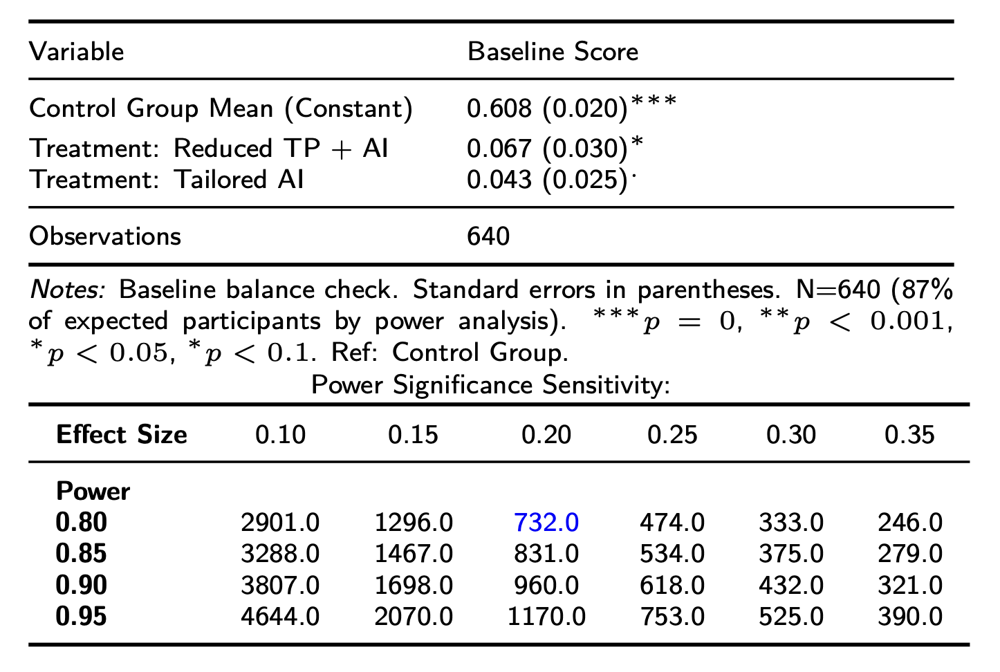 Variable Baseline Score
Control Group Mean (Constant) 0.608 (0.020)***
Treatment: Reduced TP + AI 0.067 (0.030)*
Treatment: Tailored AI 0.043 (0.025)·
Observations 640
Notes: Baseline balance check. Standard errors in parentheses. N=640 (87%
of expected participants by power analysis). ***p = 0, **p < 0.001,
*p < 0.05, *p < 0.1. Ref: Control Group.
Power Significance Sensitivity:
Effect Size 0.10 0.15 0.20 0.25 0.30 0.35
Power
0.80 2901.0 1296.0 732.0 474.0 333.0 246.0
0.85 3288.0 1467.0 831.0 534.0 375.0 279.0
0.90 3807.0 1698.0 960.0 618.0 432.0 321.0
0.95 4644.0 2070.0 1170.0 753.0 525.0 390.0